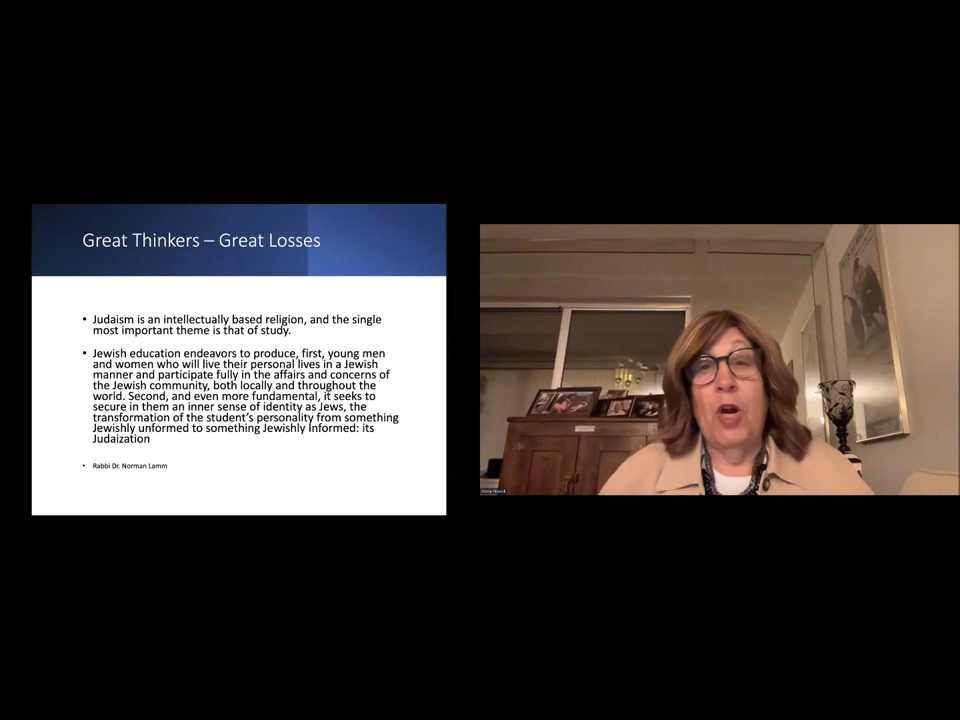 Great Thinkers – Great Losses
• Judaism is an intellectually based religion, and the single
most important theme is that of study.
• Jewish education endeavors to produce, first, young men
and women who will live their personal lives in a Jewish
manner and participate fully in the affairs and concerns of
the Jewish community, both locally and throughout the
world. Second, and even more fundamental, it seeks to
secure in them an inner sense of identity as Jews, the
transformation of the student's personality from something
Jewishly unformed to something Jewishly Informed: its
Judaization
• Rabbi Dr. Norman Lamm
Rona Novick